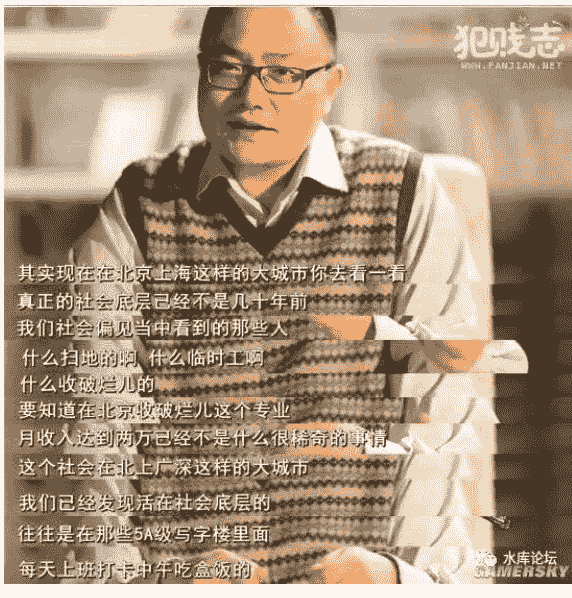 犯贱志
WWW.FANJIAN.NET
其实现在在北京上海这样的大城市你去看一看
真正的社会底层已经不是几十年前
我们社会偏见当中看到的那些人
什么扫地的啊 什么临时工啊
什么收破烂儿的
要知道在北京收破烂儿这个专业
月收入达到两万已经不是什么很稀奇的事情
这个社会在北上广深这样的大城市
我们已经发现活在社会底层的
往往是在那些5A级写字楼里面
每天上班打卡中午吃盒饭的
水库论坛
GAMERSKY